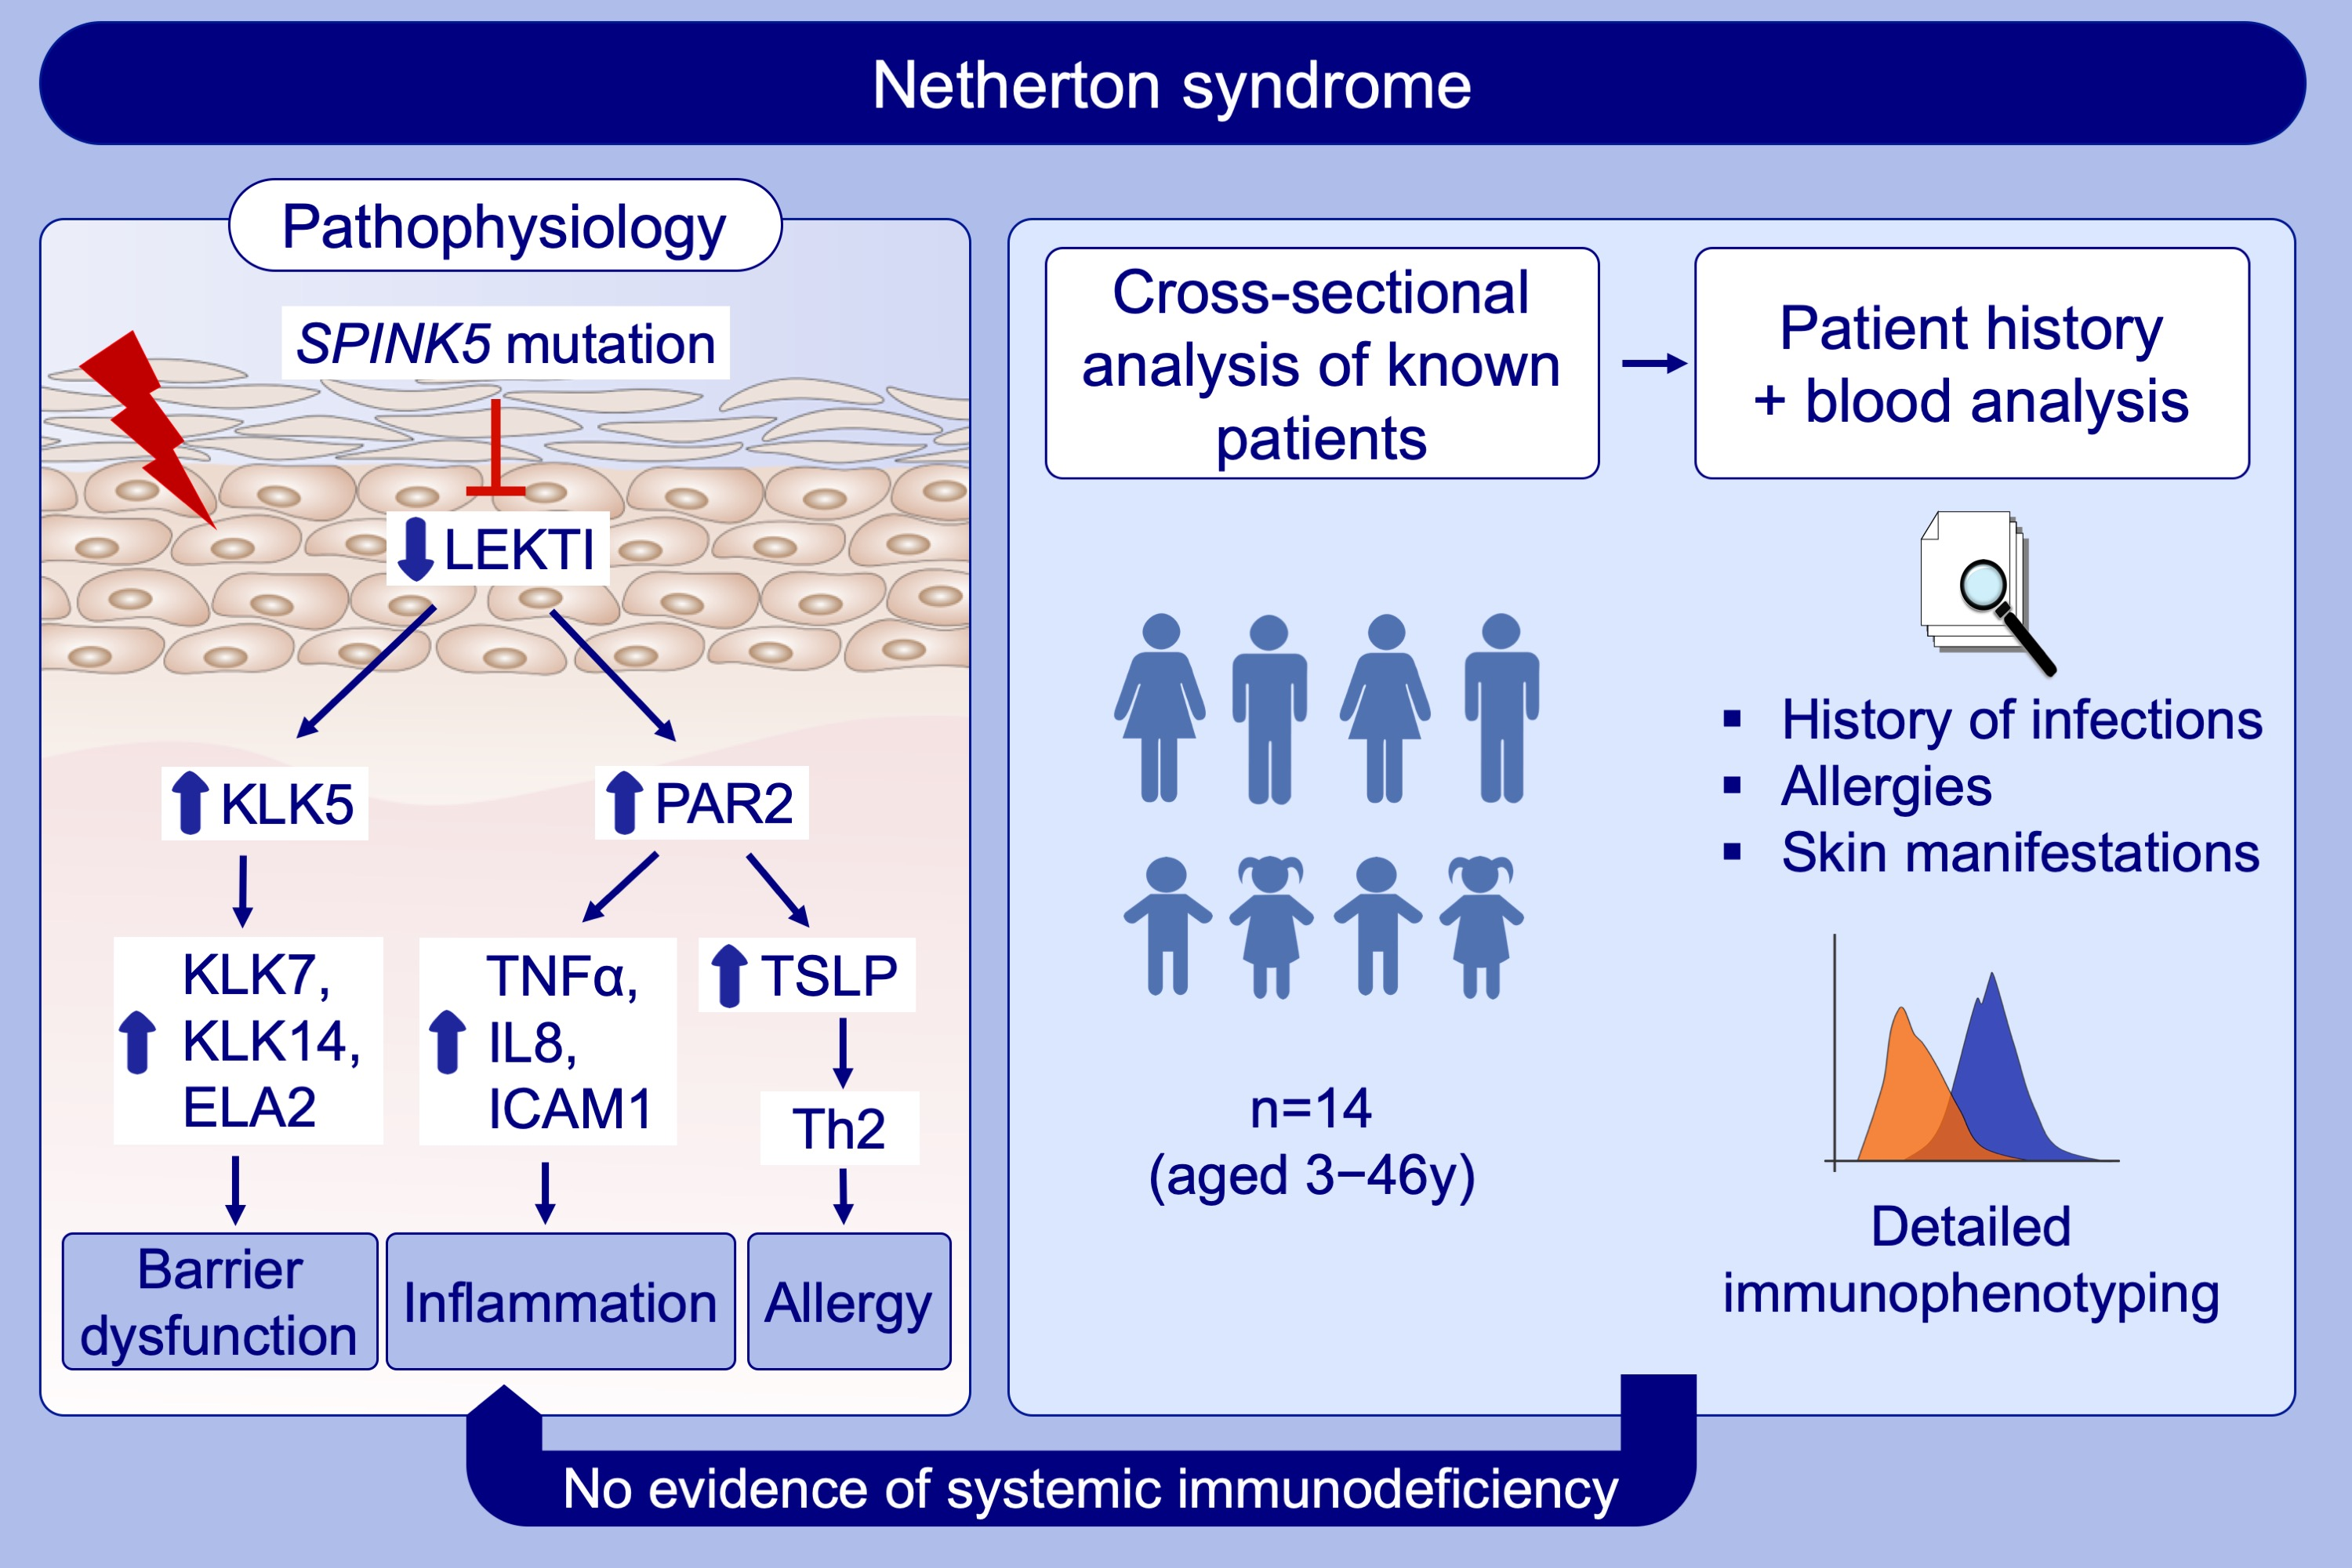 Netherton syndrome
Pathophysiology
SPINK5 mutation
LEKTI
KLK5
PAR2
KLK7,
KLK14,
ELA2
TNFα,
IL8,
ICAM1
TSLP
Th2
Barrier
dysfunction
Inflammation
Allergy
Cross-sectional
analysis of known
patients
n=14
(aged 3–46y)
Patient history
+ blood analysis
▪ History of infections
▪ Allergies
▪ Skin manifestations
Detailed
immunophenotyping
No evidence of systemic immunodeficiency